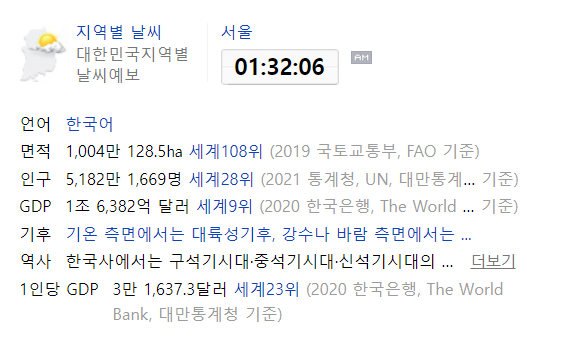 지역별 날씨
대한민국지역별
날씨예보
서울
01:32:06 AM
언어 한국어
면적 1,004만 128.5ha 세계108위 (2019 국토교통부, FAO 기준)
인구 5,182만 1,669명 세계28위 (2021 통계청, UN, 대만통계... 기준)
GDP 1조 6,382억 달러 세계9위 (2020 한국은행, The World ... 기준)
기후 기온 측면에서는 대륙성기후, 강수나 바람 측면에서는 ...
역사 한국사에서는 구석기시대·중석기시대·신석기시대의 ... 더보기
1인당 GDP 3만 1,637.3달러 세계23위 (2020 한국은행, The World
Bank, 대만통계청 기준)